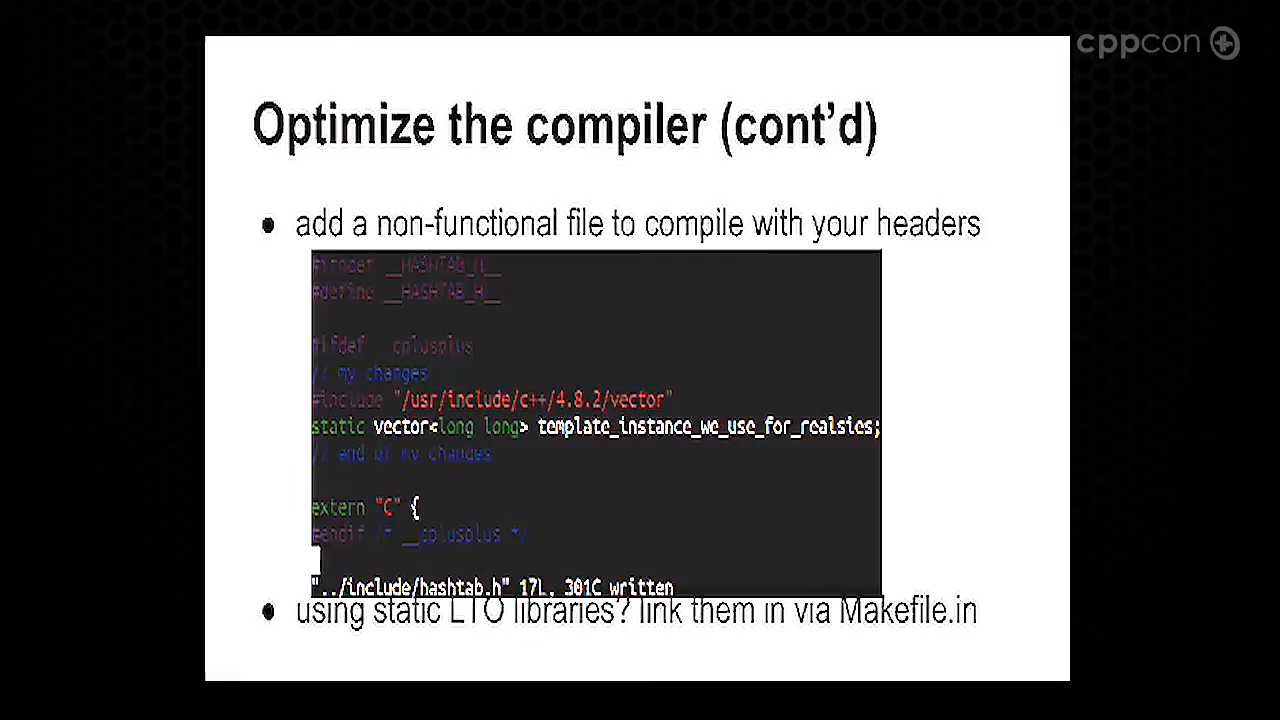 cppcon
Optimize the compiler (cont'd)
● add a non-functional file to compile with your headers
#ifndef __HASHTAB_H__
#define __HASHTAB_H__
#ifdef __cplusplus
// my changes
#include "/usr/include/c++/4.8.2/vector"
static vector<long long> template_instance_we_use_for_realsies;
// end of my changes
extern "C" {
#endif /* __cplusplus */
"../include/hashtab.h" 17L, 301C written
● using static LTO libraries? link them in via Makefile.in